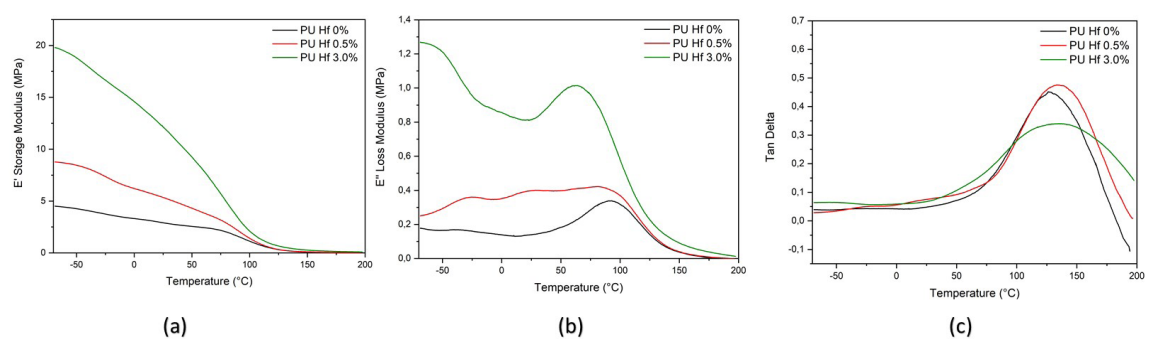 PU Hf 0%
PU Hf 0.5%
PU Hf 3.0%
E' Storage Modulus (MPa)
20
15
10
5
0
-50
0
50
100
150
200
Temperature (°C)
(a)
PU Hf 0%
PU Hf 0.5%
PU Hf 3.0%
E'' Loss Modulus (MPa)
1,4
1,2
1,0
0,8
0,6
0,4
0,2
0,0
-50
0
50
100
150
200
Temperature (°C)
(b)
PU Hf 0%
PU Hf 0.5%
PU Hf 3.0%
Tan Delta
0,7
0,6
0,5
0,4
0,3
0,2
0,1
0,0
-0,1
-50
0
50
100
150
200
Temperature (°C)
(c)